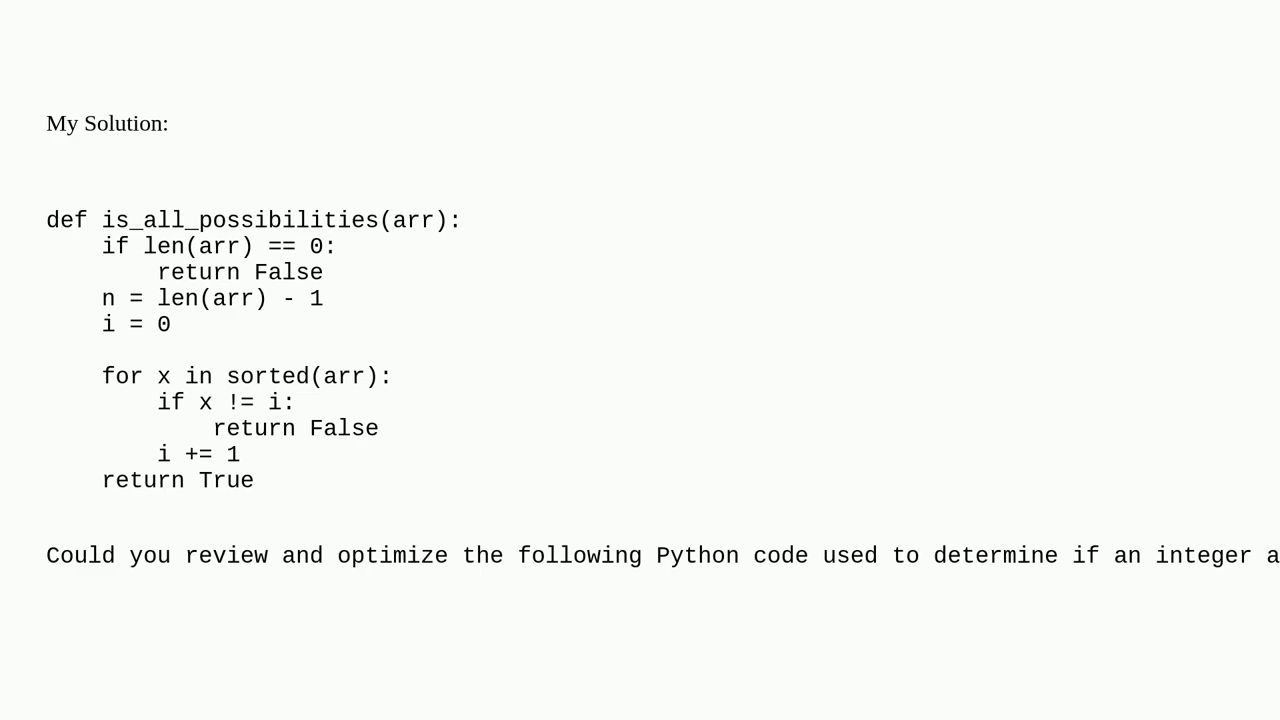 My Solution:
def is_all_possibilities(arr):
    if len(arr) == 0:
        return False
    n = len(arr) - 1
    i = 0
    for x in sorted(arr):
        if x != i:
            return False
        i += 1
    return True
Could you review and optimize the following Python code used to determine if an integer a